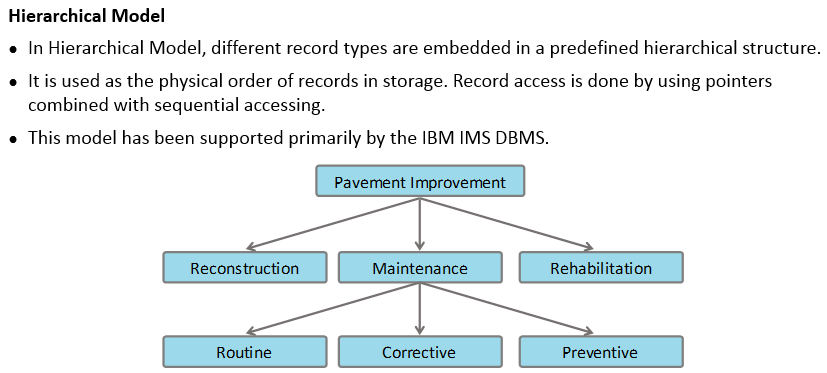 Hierarchical Model
● In Hierarchical Model, different record types are embedded in a predefined hierarchical structure.
● It is used as the physical order of records in storage. Record access is done by using pointers
combined with sequential accessing.
● This model has been supported primarily by the IBM IMS DBMS.
Pavement Improvement
Reconstruction
Maintenance
Rehabilitation
Routine
Corrective
Preventive